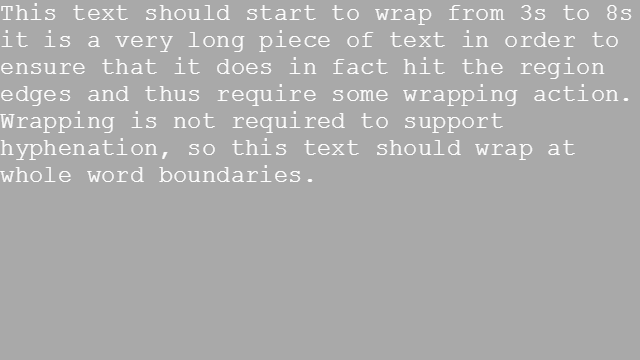 This text should start to wrap from 3s to 8s
it is a very long piece of text in order to
ensure that it does in fact hit the region
edges and thus require some wrapping action.
Wrapping is not required to support
hyphenation, so this text should wrap at
whole word boundaries.